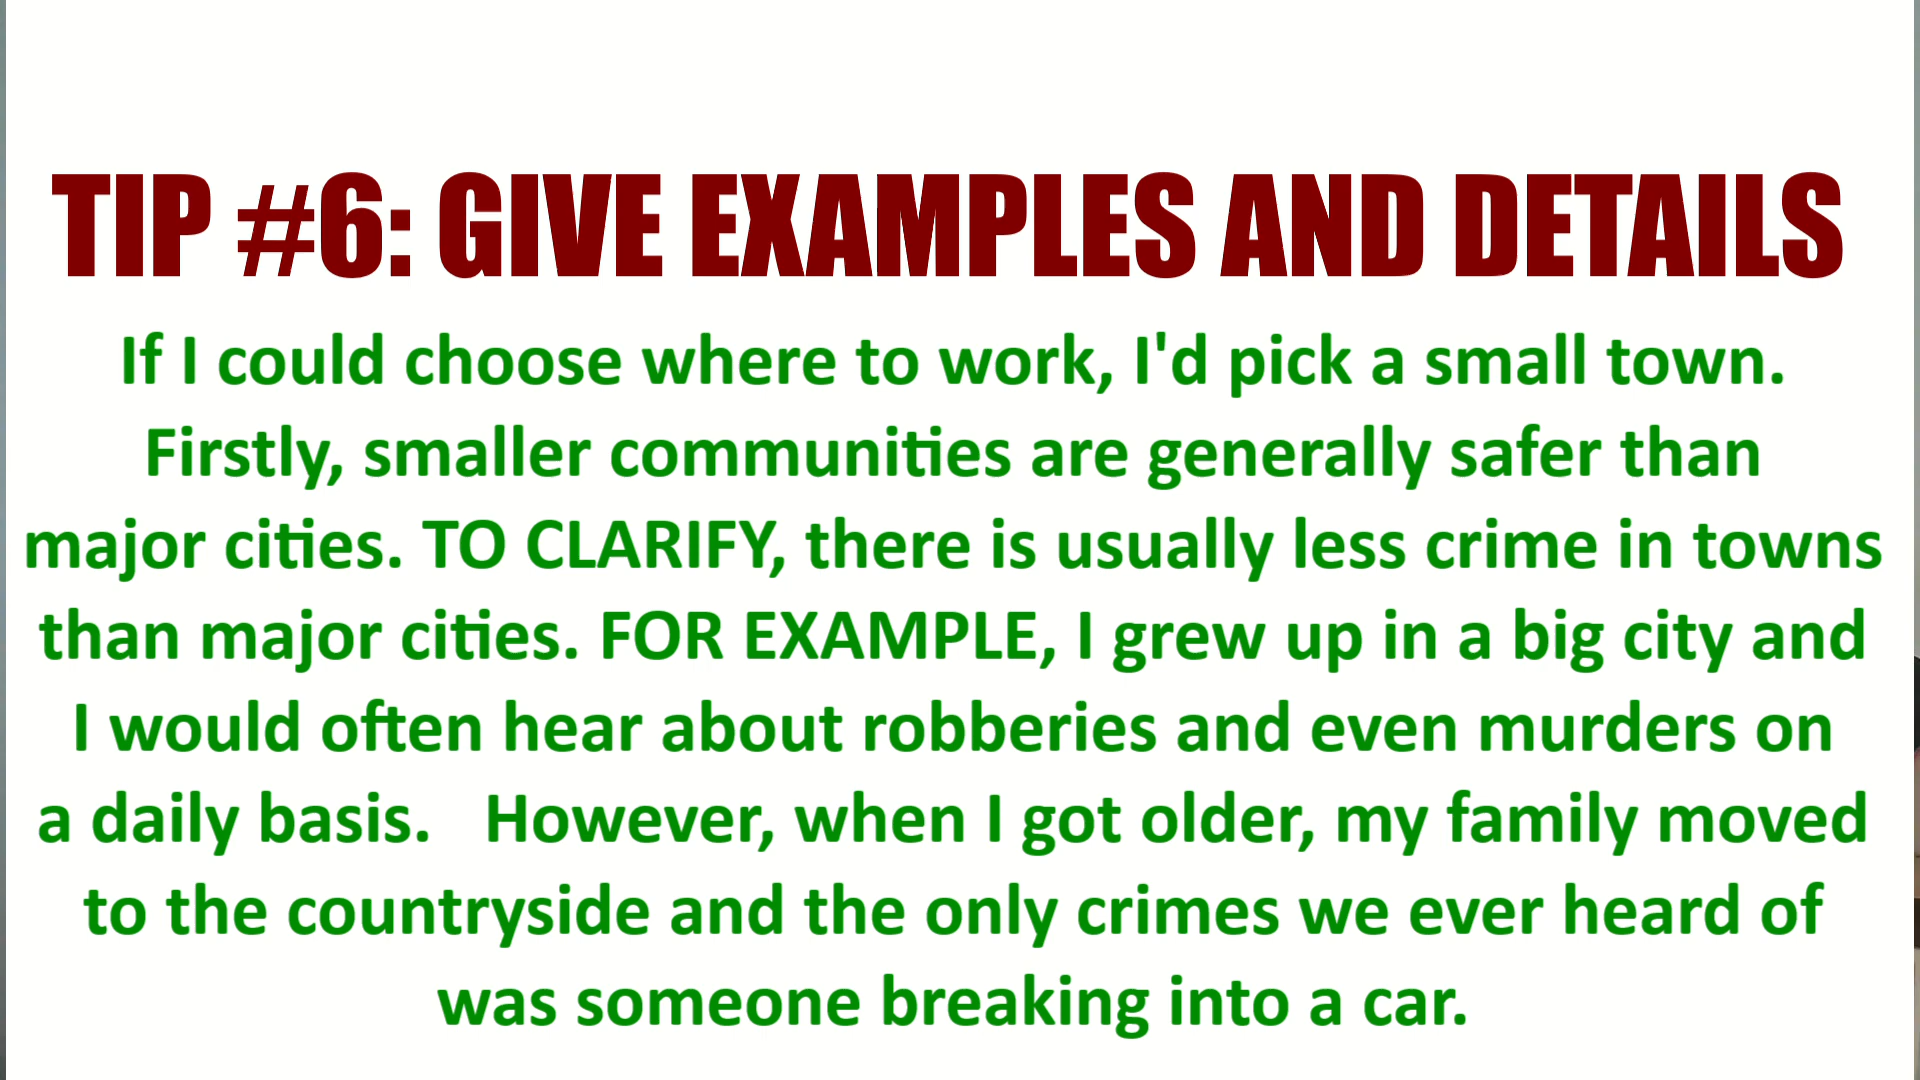 TIP #6: GIVE EXAMPLES AND DETAILS
If I could choose where to work, I'd pick a small town.
Firstly, smaller communities are generally safer than
major cities. TO CLARIFY, there is usually less crime in towns
than major cities. FOR EXAMPLE, I grew up in a big city and
I would often hear about robberies and even murders on
a daily basis.   However, when I got older, my family moved
to the countryside and the only crimes we ever heard of
was someone breaking into a car.